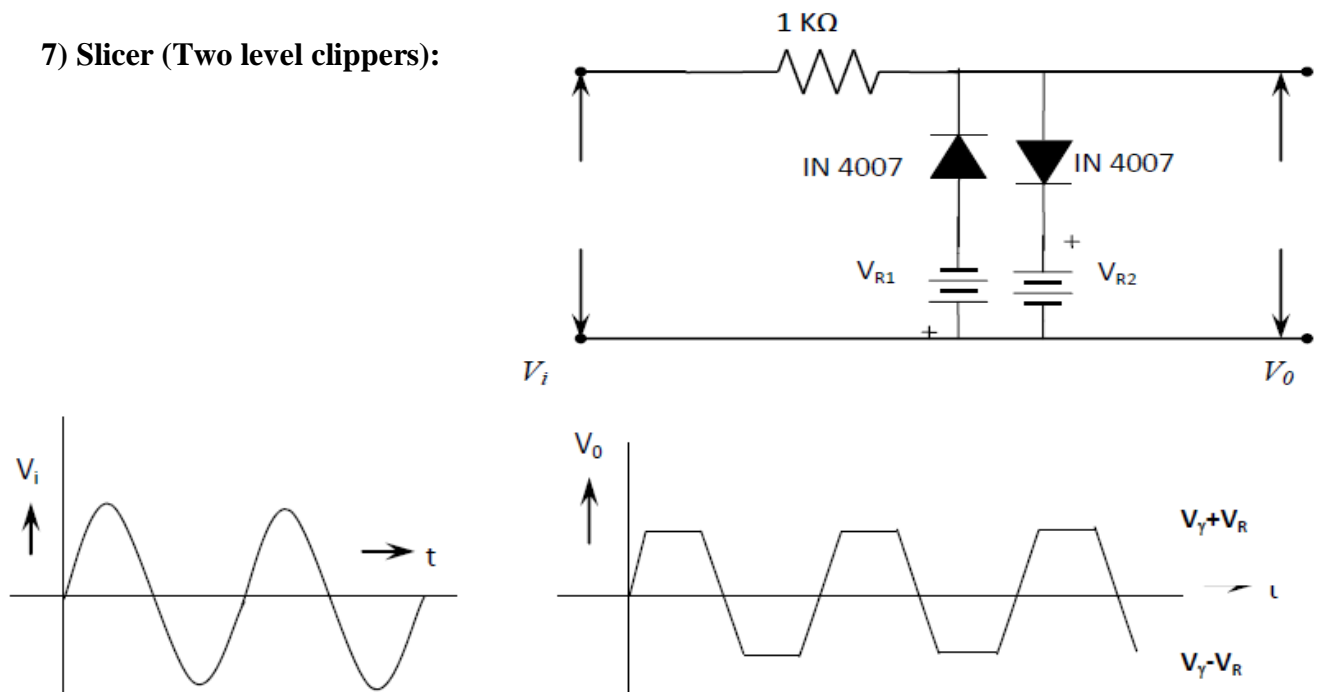 7) Slicer (Two level clippers):
1 KΩ
IN 4007
IN 4007
+
V_R1
V_R2
+
V_i
V_0
V_i
t
V_0
V_γ+V_R
V_γ-V_R